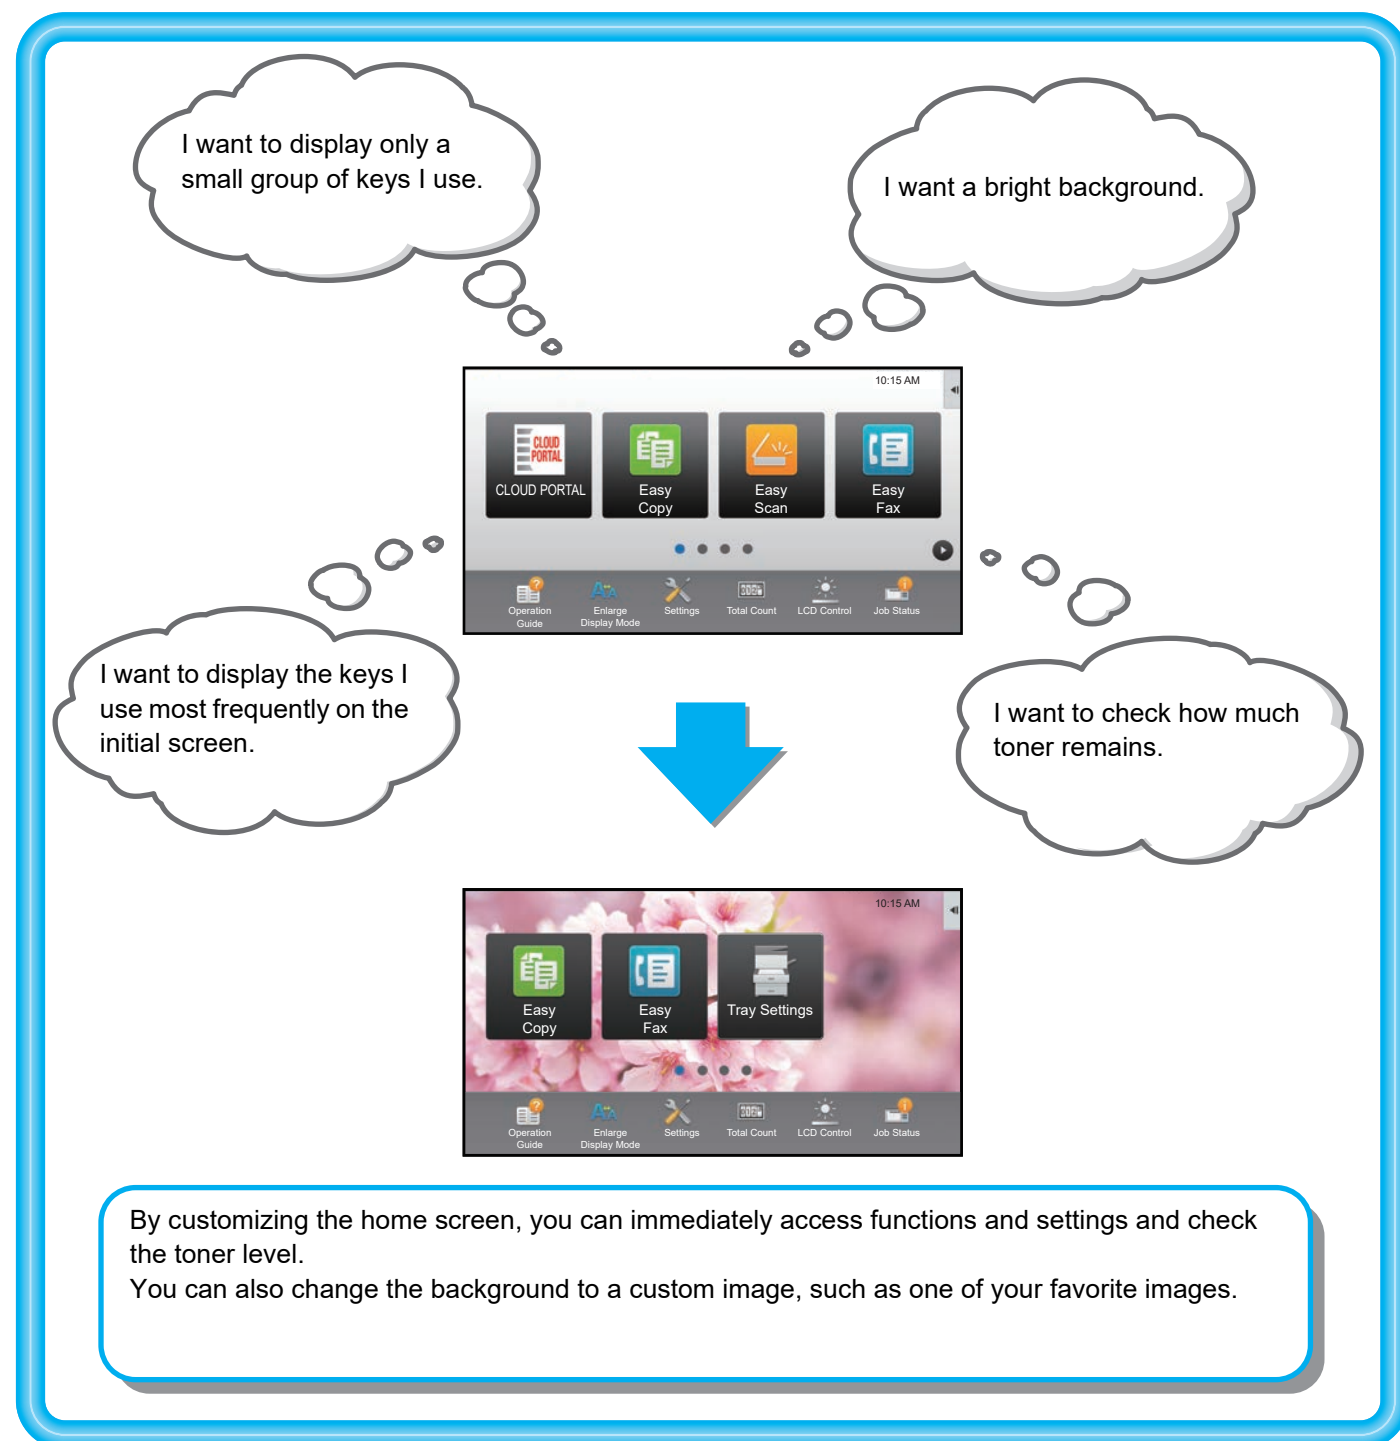 I want to display only a
small group of keys I use.
I want a bright background.
10:15 AM
CLOUD
PORTAL
CLOUD PORTAL
Easy
Copy
Easy
Scan
Easy
Fax
Operation
Guide
Enlarge
Display Mode
Settings
Total Count
LCD Control
Job Status
I want to display the keys I
use most frequently on the
initial screen.
I want to check how much
toner remains.
10:15 AM
Easy
Copy
Easy
Fax
Tray Settings
Operation
Guide
Enlarge
Display Mode
Settings
Total Count
LCD Control
Job Status
By customizing the home screen, you can immediately access functions and settings and check
the toner level.
You can also change the background to a custom image, such as one of your favorite images.